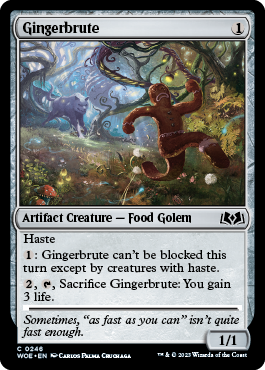 Gingerbrute 1
Artifact Creature — Food Golem
Haste
1: Gingerbrute can't be blocked this
turn except by creatures with haste.
2, T, Sacrifice Gingerbrute: You gain
3 life.
Sometimes, "as fast as you can" isn't quite
fast enough.
1/1
C 0246
WOE • EN Carlos Palma Cruchaga
™ & © 2023 Wizards of the Coast